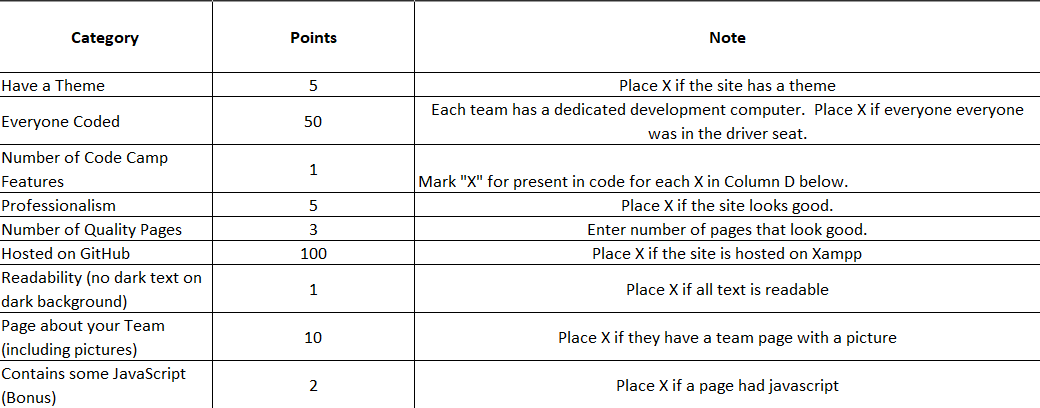 Category Points Note
Have a Theme 5 Place X if the site has a theme
Everyone Coded 50 Each team has a dedicated development computer.  Place X if everyone everyone
was in the driver seat.
Number of Code Camp
Features 1 Mark "X" for present in code for each X in Column D below.
Professionalism 5 Place X if the site looks good.
Number of Quality Pages 3 Enter number of pages that look good.
Hosted on GitHub 100 Place X if the site is hosted on Xampp
Readability (no dark text on
dark background) 1 Place X if all text is readable
Page about your Team
(including pictures) 10 Place X if they have a team page with a picture
Contains some JavaScript
(Bonus) 2 Place X if a page had javascript